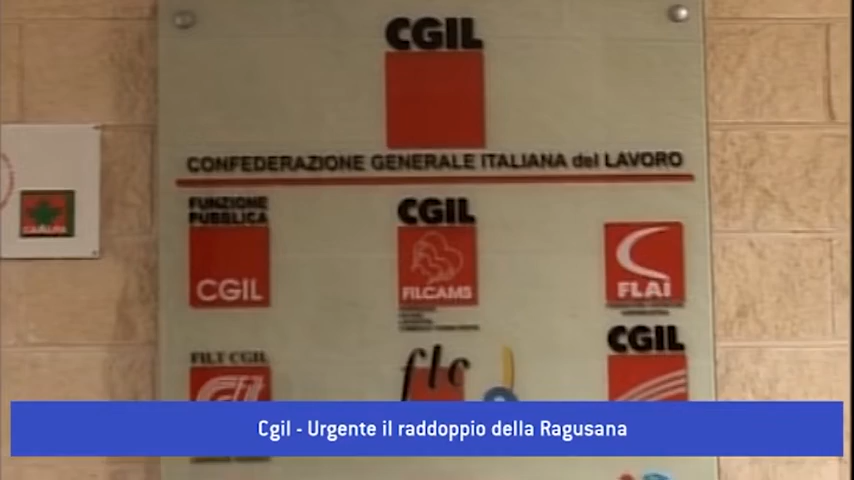 CGIL
CONFEDERAZIONE GENERALE ITALIANA del LAVORO
FUNZIONE
PUBBLICA
CGIL
CGIL
FILCAMS
FLAI
FILT CGIL
flc
CGIL
Cgil - Urgente il raddoppio della Ragusana